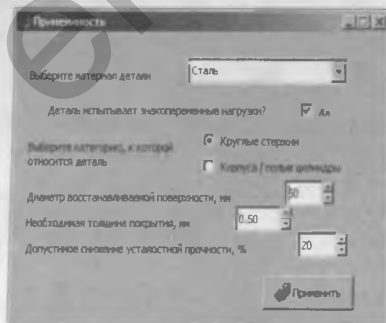 Применимость
Выберите материал детали
Сталь
Деталь испытывает знакопеременные нагрузки?
Да
Выберите категорию, к которой относится деталь
Круглые стержни
Корпуса / полые цилиндры
Диаметр восстанавливаемой поверхности, мм
50
Необходимая толщина покрытия, мм
0,50
Допустимое снижение усталостной прочности, %
20
Применить